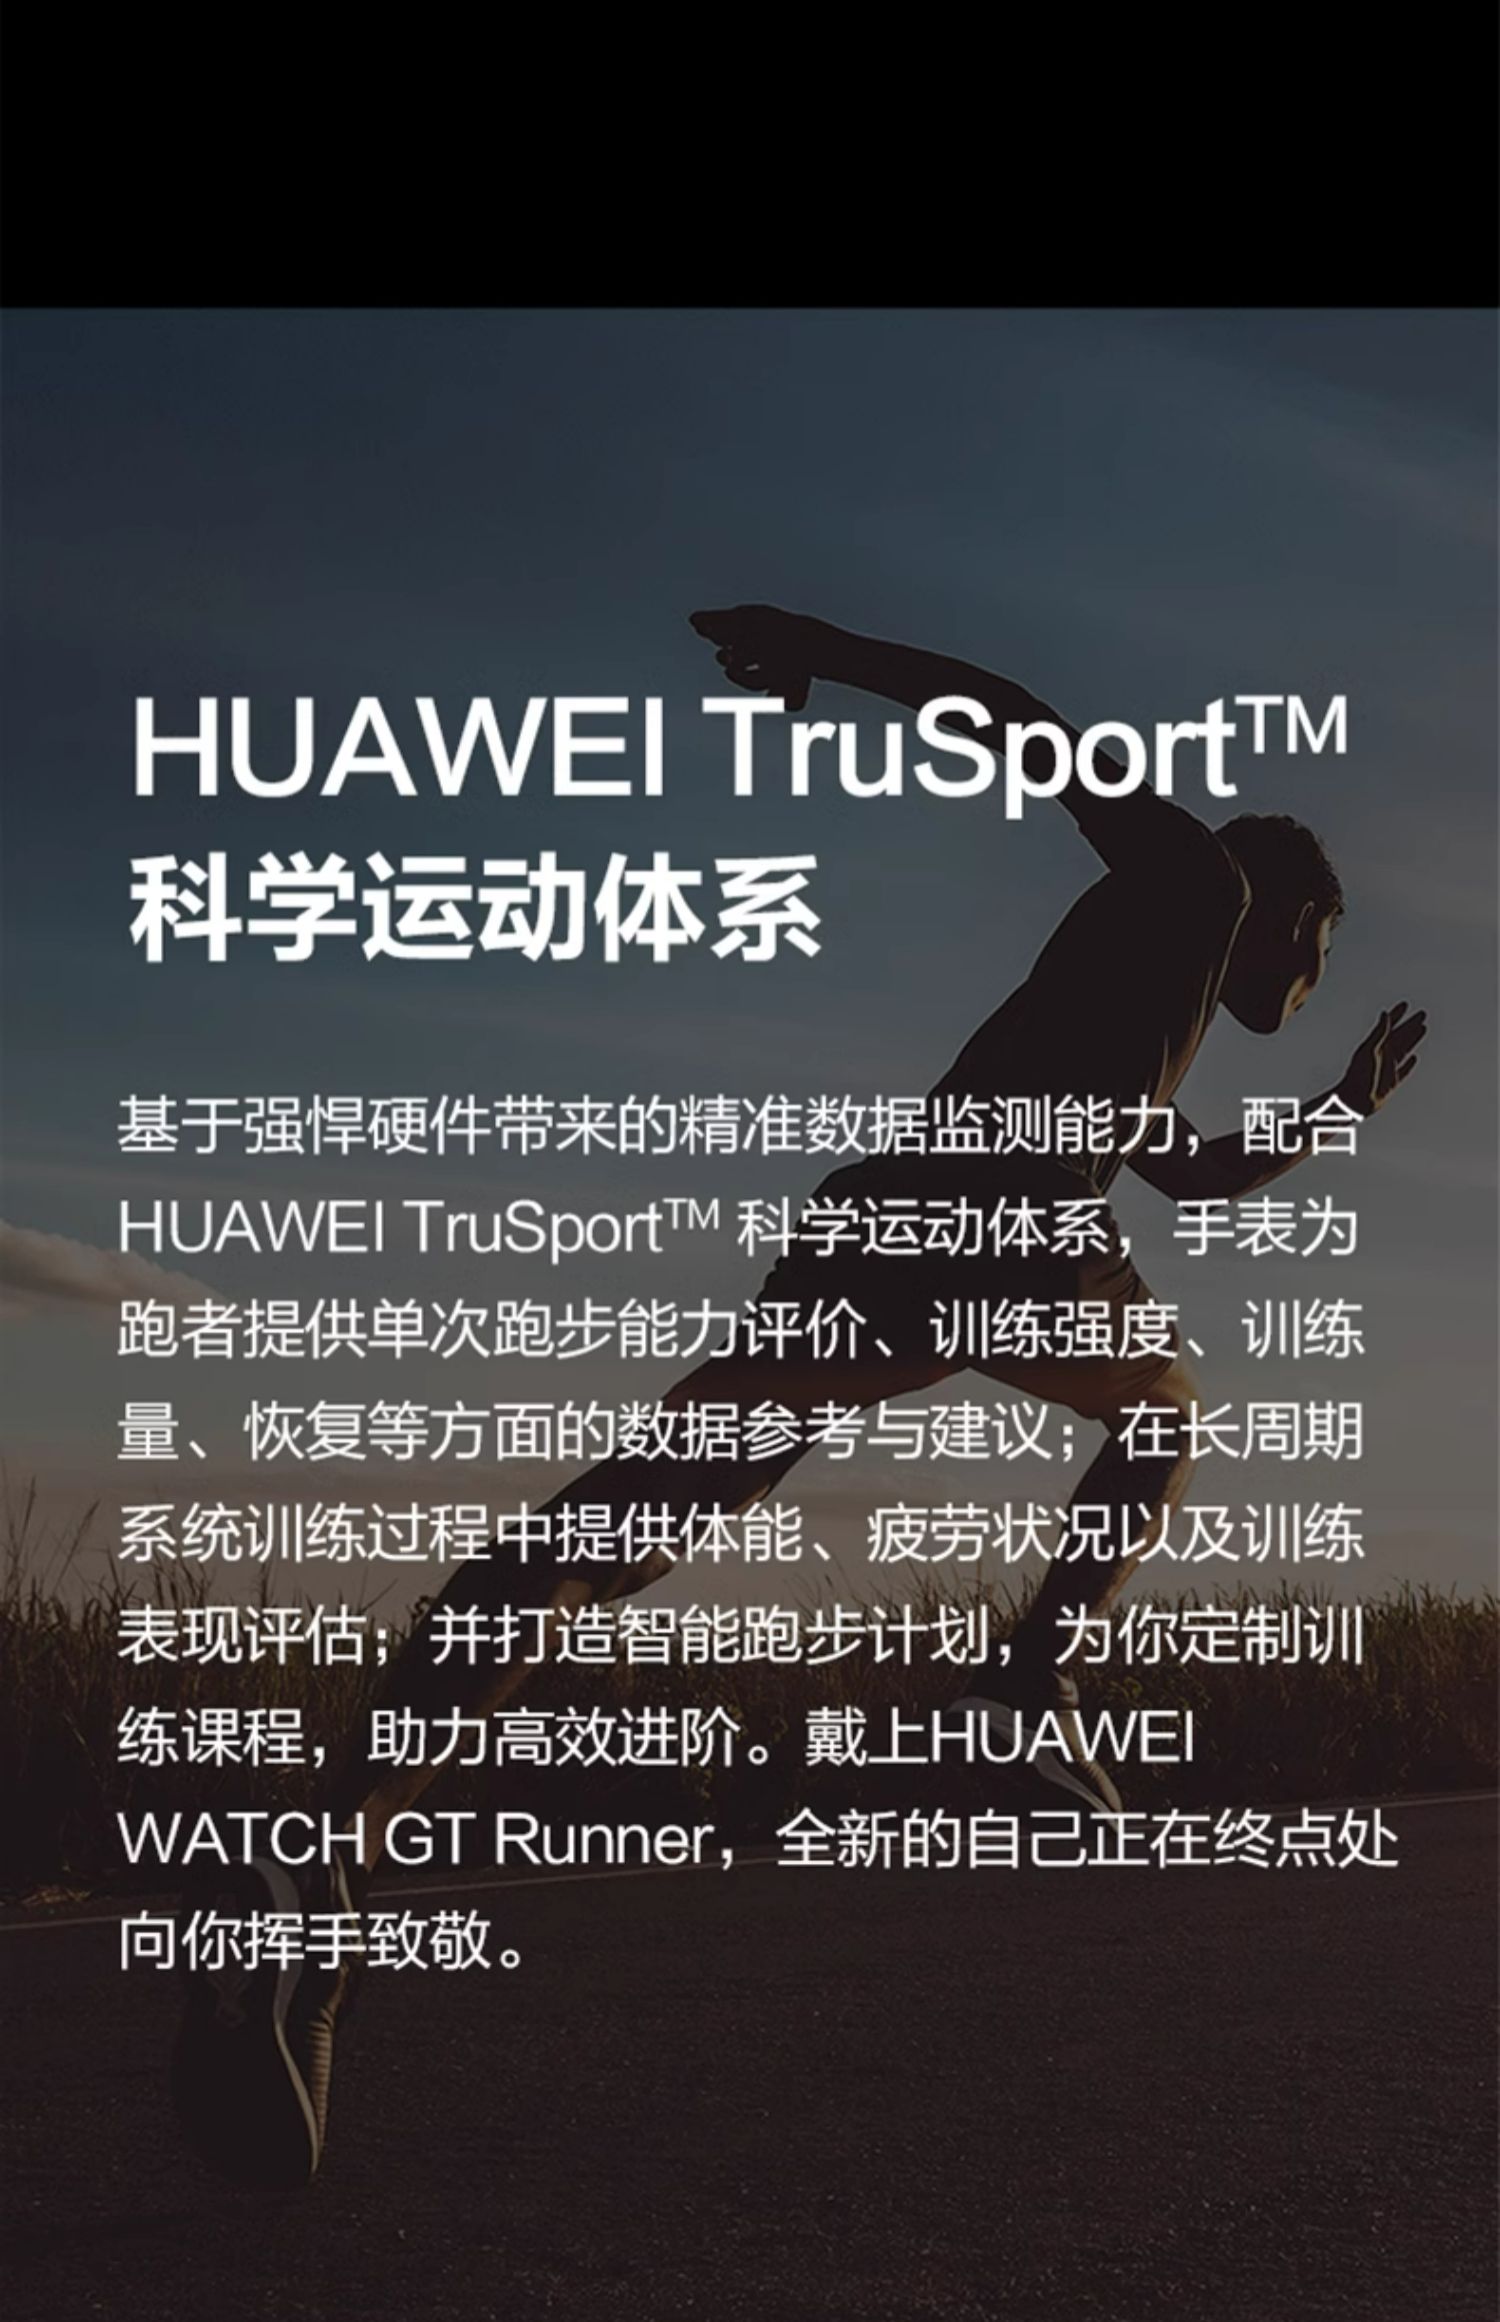 HUAWEI TruSport™
科学运动体系
基于强悍硬件带来的精准数据监测能力，配合
HUAWEI TruSport™ 科学运动体系，手表为
跑者提供单次跑步能力评价、训练强度、训练
量、恢复等方面的数据参考与建议；在长周期
系统训练过程中提供体能、疲劳状况以及训练
表现评估；并打造智能跑步计划，为你定制训
练课程，助力高效进阶。戴上HUAWEI
WATCH GT Runner，全新的自己正在终点处
向你挥手致敬。